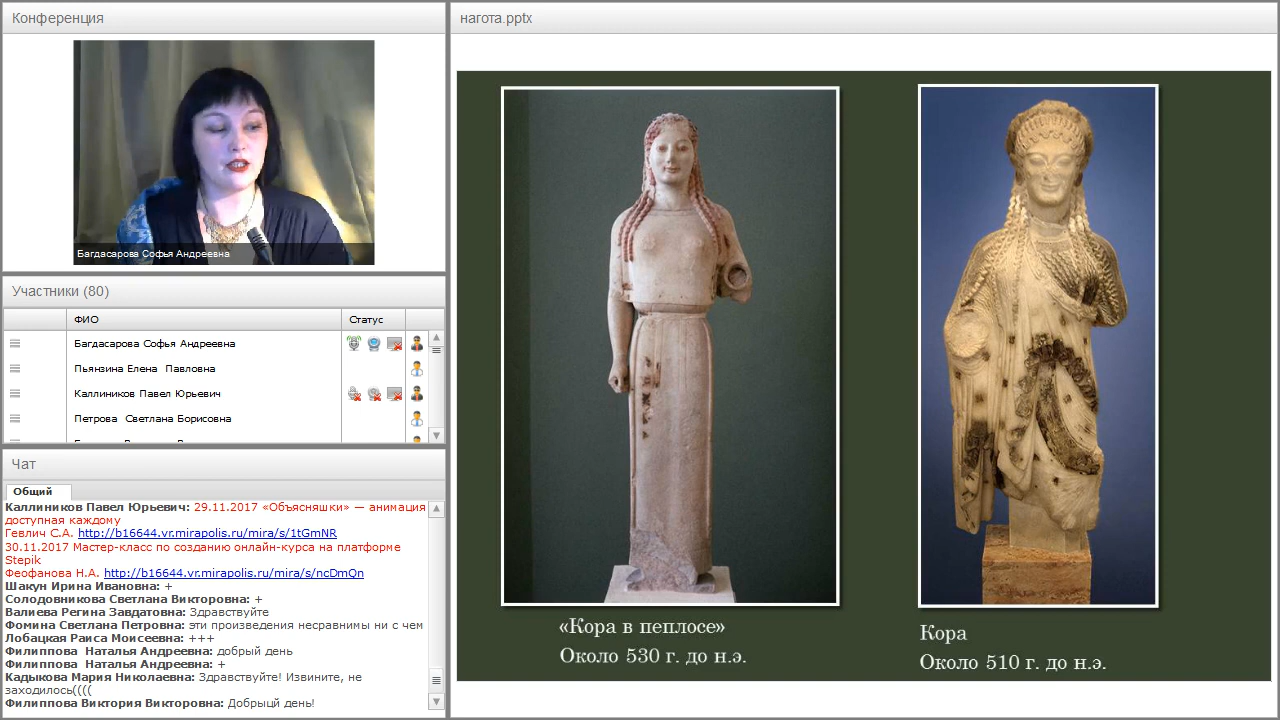 Конференция
Багдасарова Софья Андреевна
Участники (80)
ФИО
Статус
Багдасарова Софья Андреевна
Пьянзина Елена Павловна
Каллиников Павел Юрьевич
Петрова Светлана Борисовна
Чат
Общий
Каллиников Павел Юрьевич: 29.11.2017 «Объясняшки» — анимация
доступная каждому
Гевлич С.А. http://b16644.vr.mirapolis.ru/mira/s/1tGmNR
30.11.2017 Мастер-класс по созданию онлайн-курса на платформе
Stepik
Феофанова Н.А. http://b16644.vr.mirapolis.ru/mira/s/ncDmQn
Шакун Ирина Ивановна: +
Солодовникова Светлана Викторовна: +
Валиева Регина Завдатовна: Здравствуйте
Фомина Светлана Петровна: эти произведения несравнимы ни с чем
Лобацкая Раиса Моисеевна: +++
Филиппова Наталья Андреевна: добрый день
Филиппова Наталья Андреевна: +
Кадыкова Мария Николаевна: Здравствуйте! Извините, не
заходилось((((
Филиппова Виктория Викторовна: Добрыцй день!
нагота.pptx
«Кора в пеплосе»
Около 530 г. до н.э.
Кора
Около 510 г. до н.э.